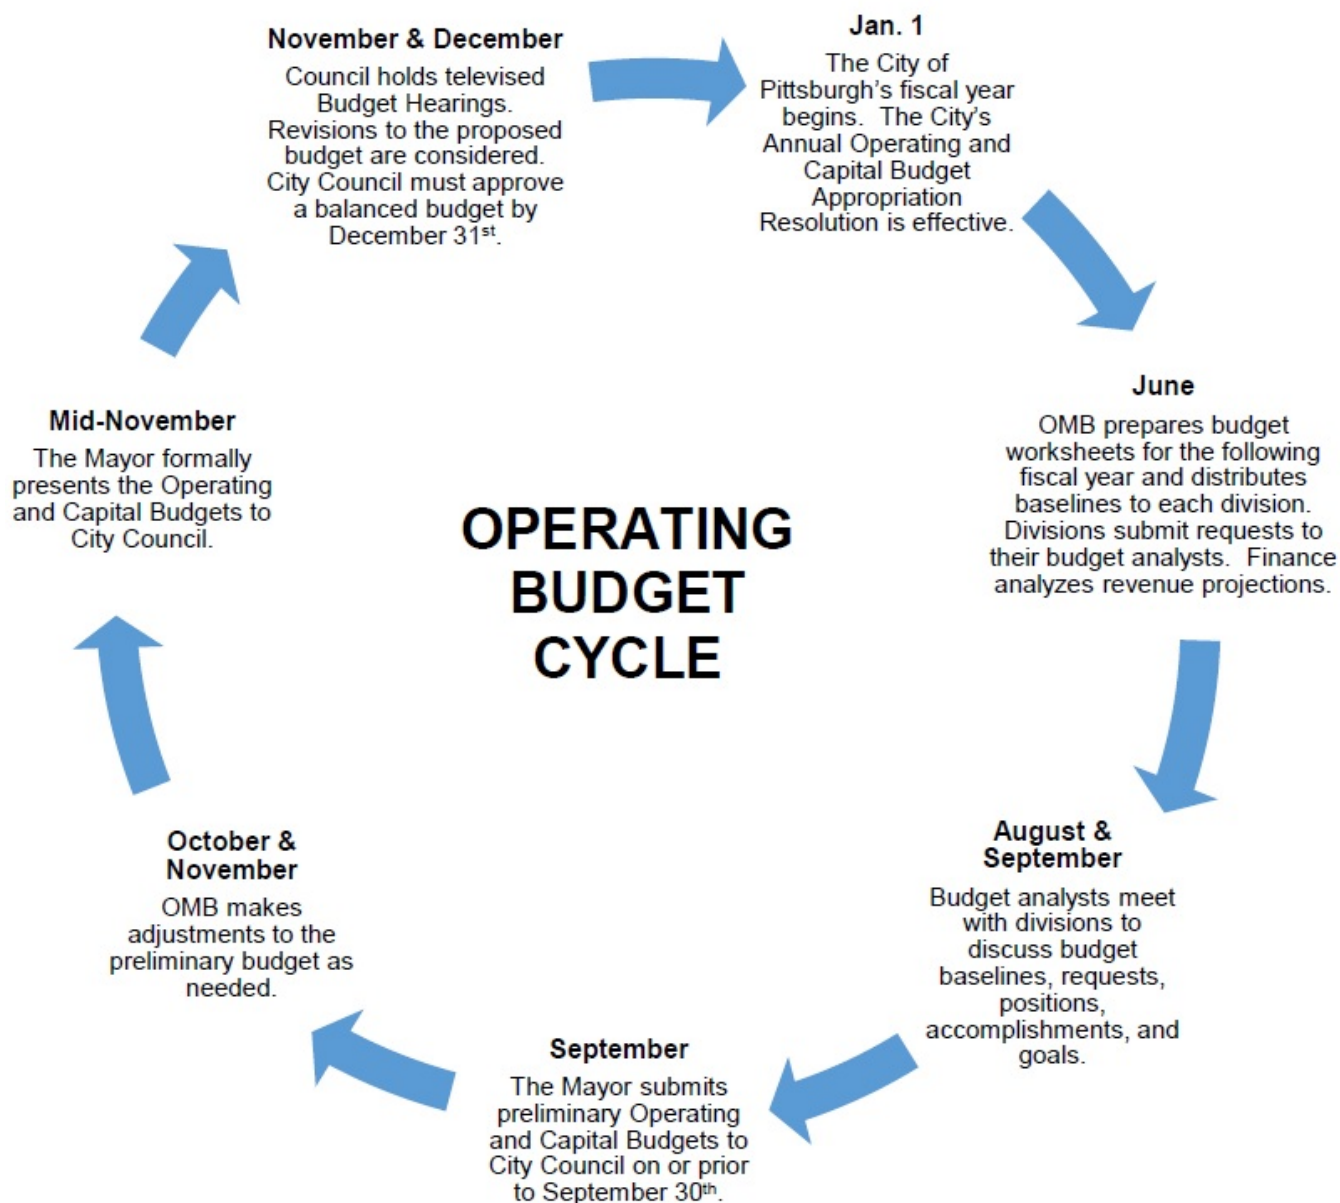 Jan. 1
The City of
Pittsburgh's fiscal year
begins.  The City's
Annual Operating and
Capital Budget
Appropriation
Resolution is effective.
June
OMB prepares budget
worksheets for the following
fiscal year and distributes
baselines to each division.
Divisions submit requests to
their budget analysts.  Finance
analyzes revenue projections.
August &
September
Budget analysts meet
with divisions to
discuss budget
baselines, requests,
positions,
accomplishments, and
goals.
September
The Mayor submits
preliminary Operating
and Capital Budgets to
City Council on or prior
to September 30th.
October &
November
OMB makes
adjustments to the
preliminary budget as
needed.
Mid-November
The Mayor formally
presents the Operating
and Capital Budgets to
City Council.
November & December
Council holds televised
Budget Hearings.
Revisions to the proposed
budget are considered.
City Council must approve
a balanced budget by
December 31st.
OPERATING
BUDGET
CYCLE